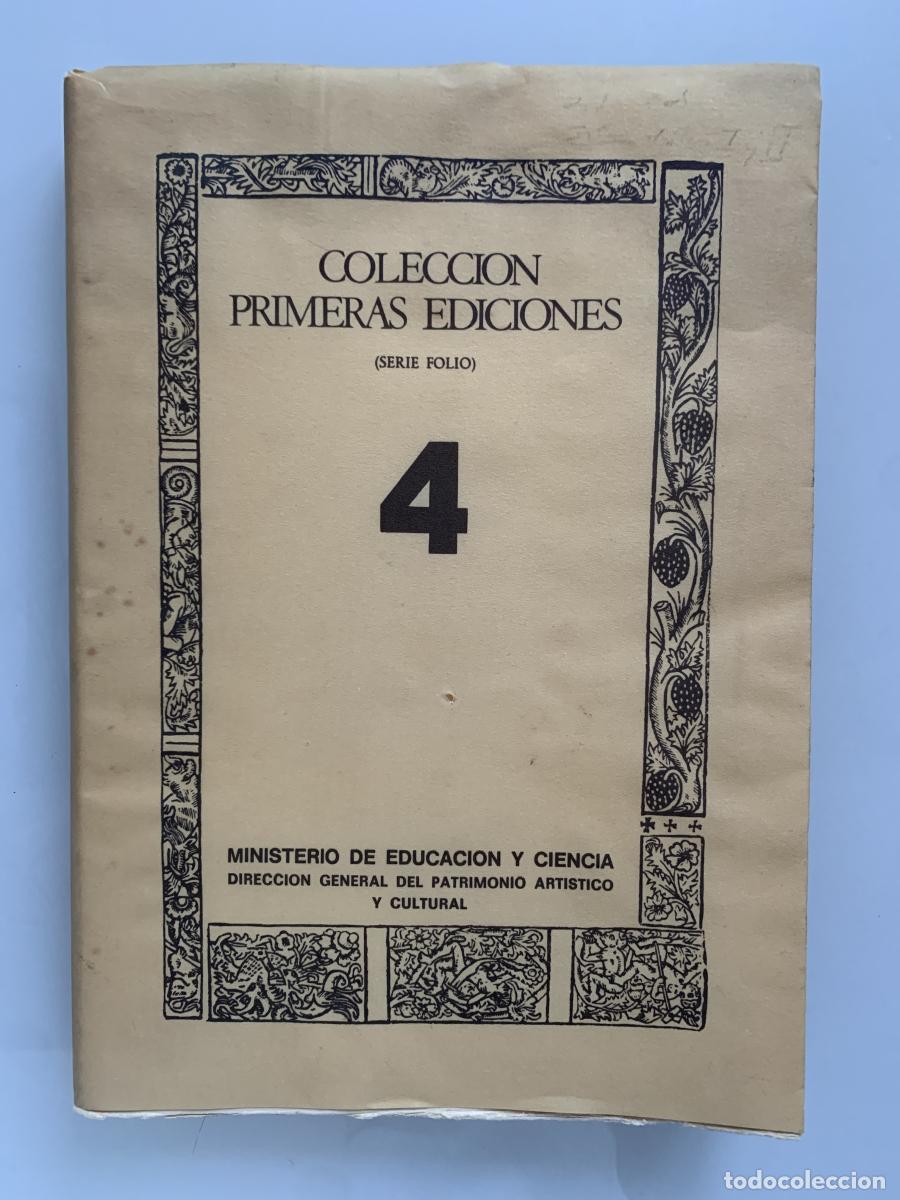 COLECCION
PRIMERAS EDICIONES
(SERIE FOLIO)
4
MINISTERIO DE EDUCACION Y CIENCIA
DIRECCION GENERAL DEL PATRIMONIO ARTISTICO
Y CULTURAL
todocoleccion